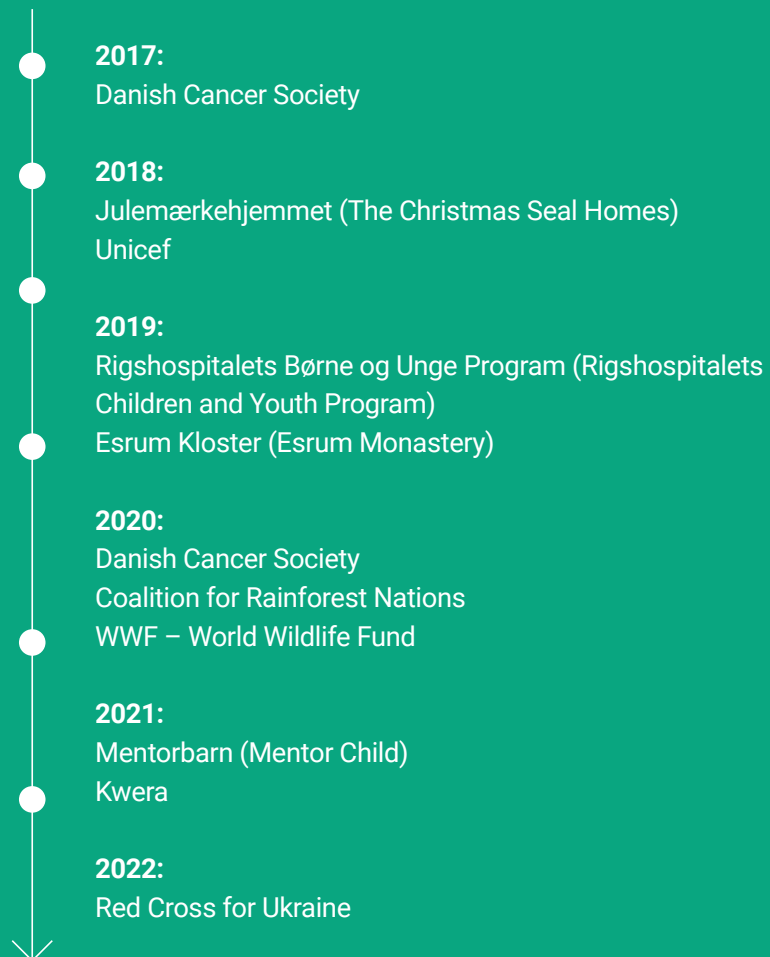 2017:
Danish Cancer Society
2018:
Julemærkehjemmet (The Christmas Seal Homes)
Unicef
2019:
Rigshospitalets Børne og Unge Program (Rigshospitalets
Children and Youth Program)
Esrum Kloster (Esrum Monastery)
2020:
Danish Cancer Society
Coalition for Rainforest Nations
WWF – World Wildlife Fund
2021:
Mentorbarn (Mentor Child)
Kwera
2022:
Red Cross for Ukraine